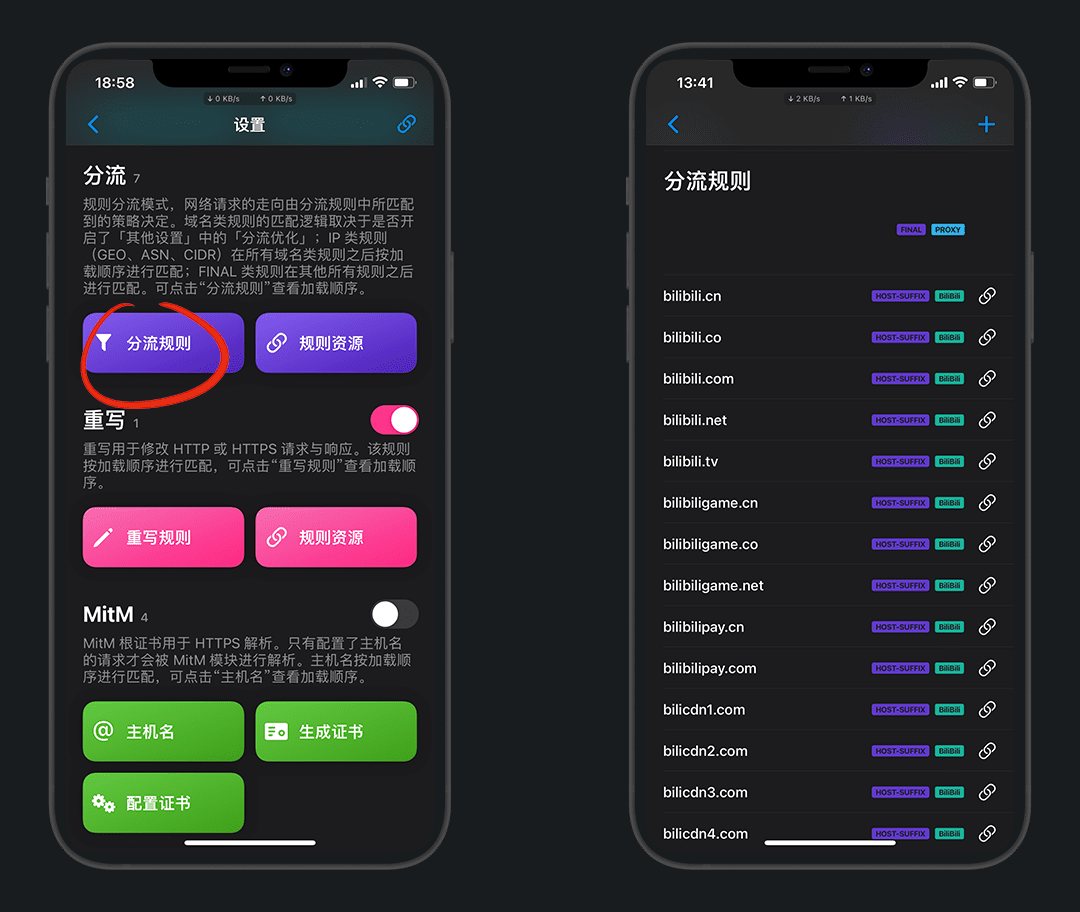 18:58
↓ 0 KB/s ↑ 0 KB/s
设置
分流 7
规则分流模式，网络请求的走向由分流规则中所匹配
到的策略决定。域名类规则的匹配逻辑取决于是否开
启了「其他设置」中的「分流优化」；IP 类规则
（GEO、ASN、CIDR）在所有域名类规则之后按加
载顺序进行匹配；FINAL 类规则在其他所有规则之后
进行匹配。可点击“分流规则”查看加载顺序。
分流规则 规则资源
重写 1
重写用于修改 HTTP 或 HTTPS 请求与响应。该规则
按加载顺序进行匹配，可点击“重写规则”查看加载顺
序。
重写规则 规则资源
MitM 4
MitM 根证书用于 HTTPS 解析。只有配置了主机名
的请求才会被 MitM 模块进行解析。主机名按加载顺
序进行匹配，可点击“主机名”查看加载顺序。
主机名 生成证书
配置证书
13:41
↓ 2 KB/s ↑ 1 KB/s
分流规则
FINAL PROXY
bilibili.cn HOST-SUFFIX BiliBili
bilibili.co HOST-SUFFIX BiliBili
bilibili.com HOST-SUFFIX BiliBili
bilibili.net HOST-SUFFIX BiliBili
bilibili.tv HOST-SUFFIX BiliBili
bilibiligame.cn HOST-SUFFIX BiliBili
bilibiligame.co HOST-SUFFIX BiliBili
bilibiligame.net HOST-SUFFIX BiliBili
bilibilipay.cn HOST-SUFFIX BiliBili
bilibilipay.com HOST-SUFFIX BiliBili
bilicdn1.com HOST-SUFFIX BiliBili
bilicdn2.com HOST-SUFFIX BiliBili
bilicdn3.com HOST-SUFFIX BiliBili
bilicdn4.com HOST-SUFFIX BiliBili